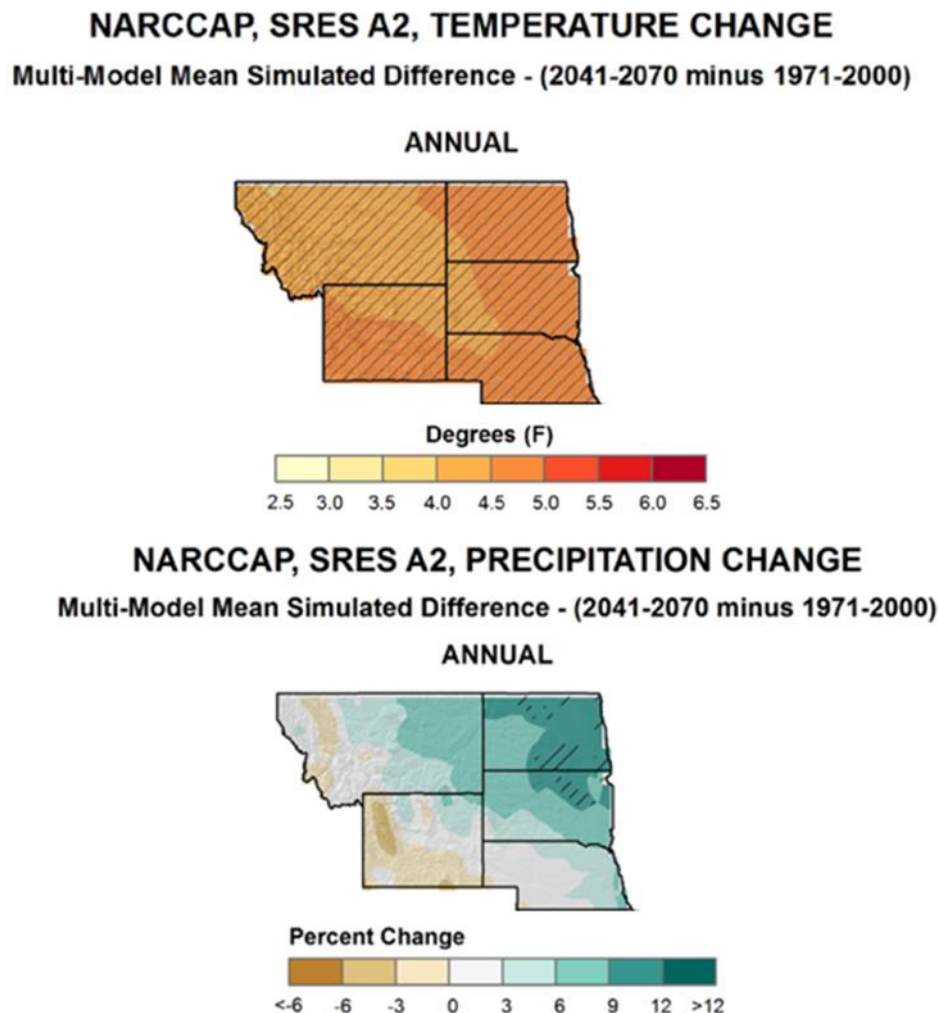 NARCCAP, SRES A2, TEMPERATURE CHANGE
Multi-Model Mean Simulated Difference - (2041-2070 minus 1971-2000)
ANNUAL
Degrees (F)
2.5 3.0 3.5 4.0 4.5 5.0 5.5 6.0 6.5
NARCCAP, SRES A2, PRECIPITATION CHANGE
Multi-Model Mean Simulated Difference - (2041-2070 minus 1971-2000)
ANNUAL
Percent Change
<-6 -6 -3 0 3 6 9 12 >12